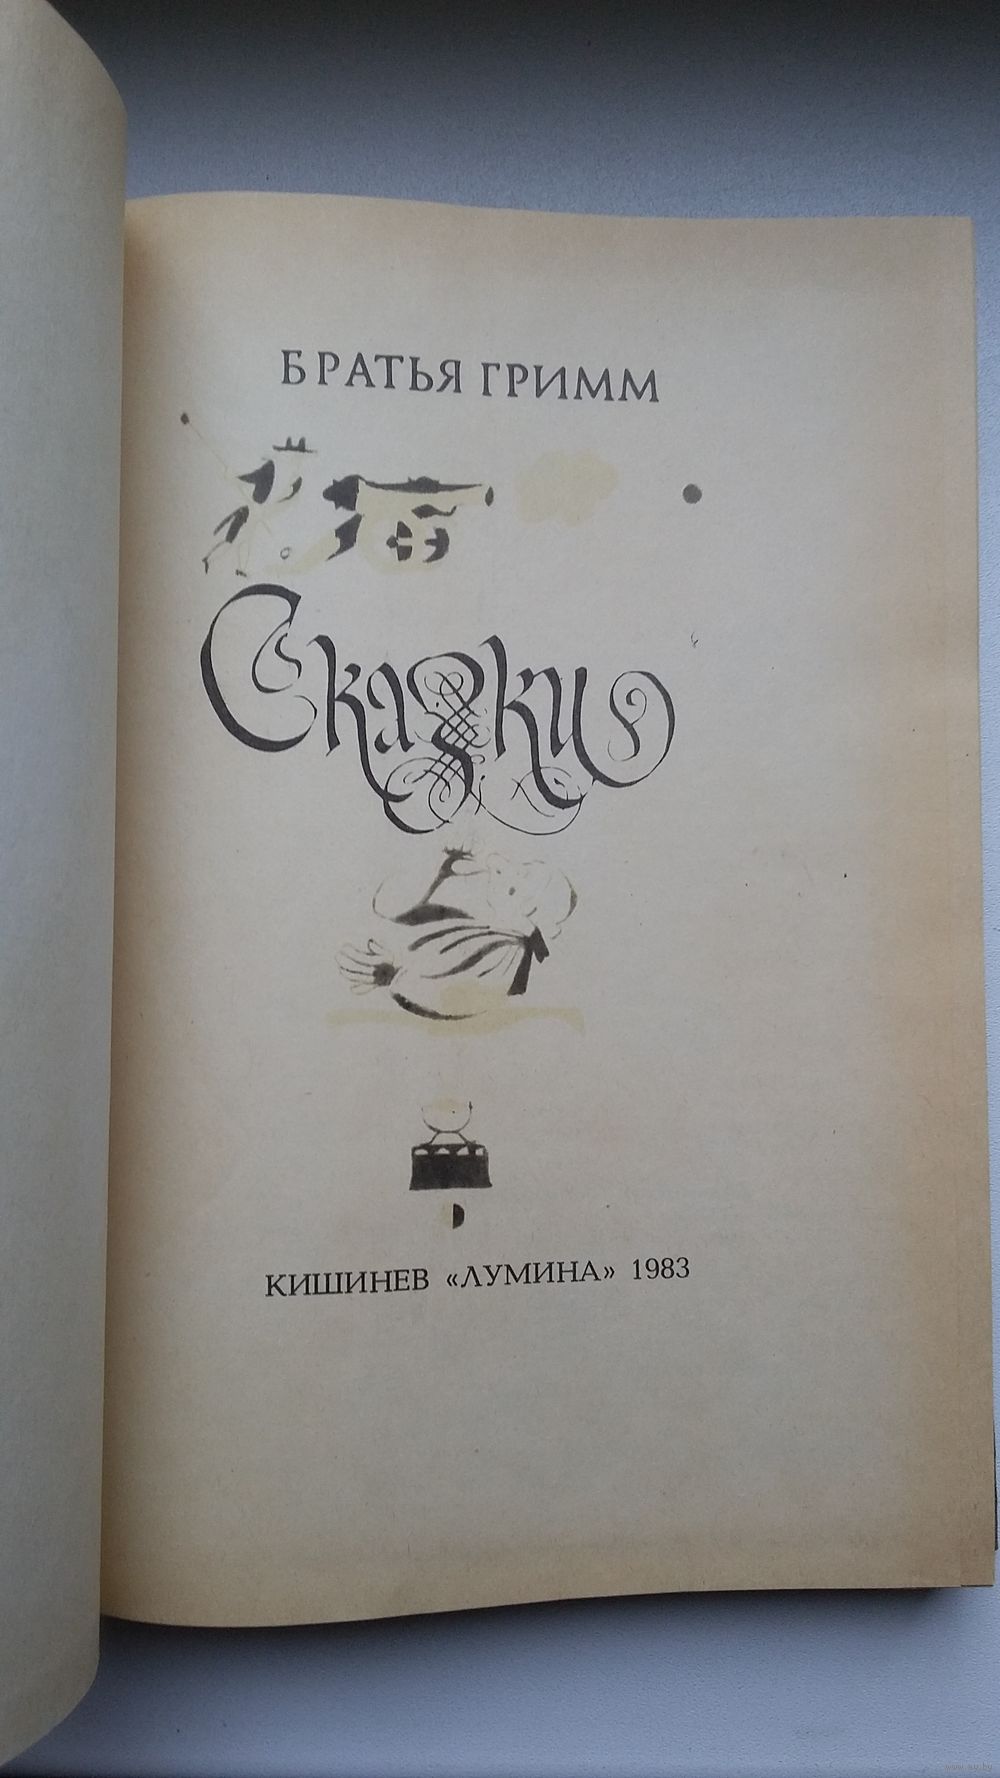 БРАТЬЯ ГРИММ
Сказки
КИШИНЕВ «ЛУМИНА» 1983